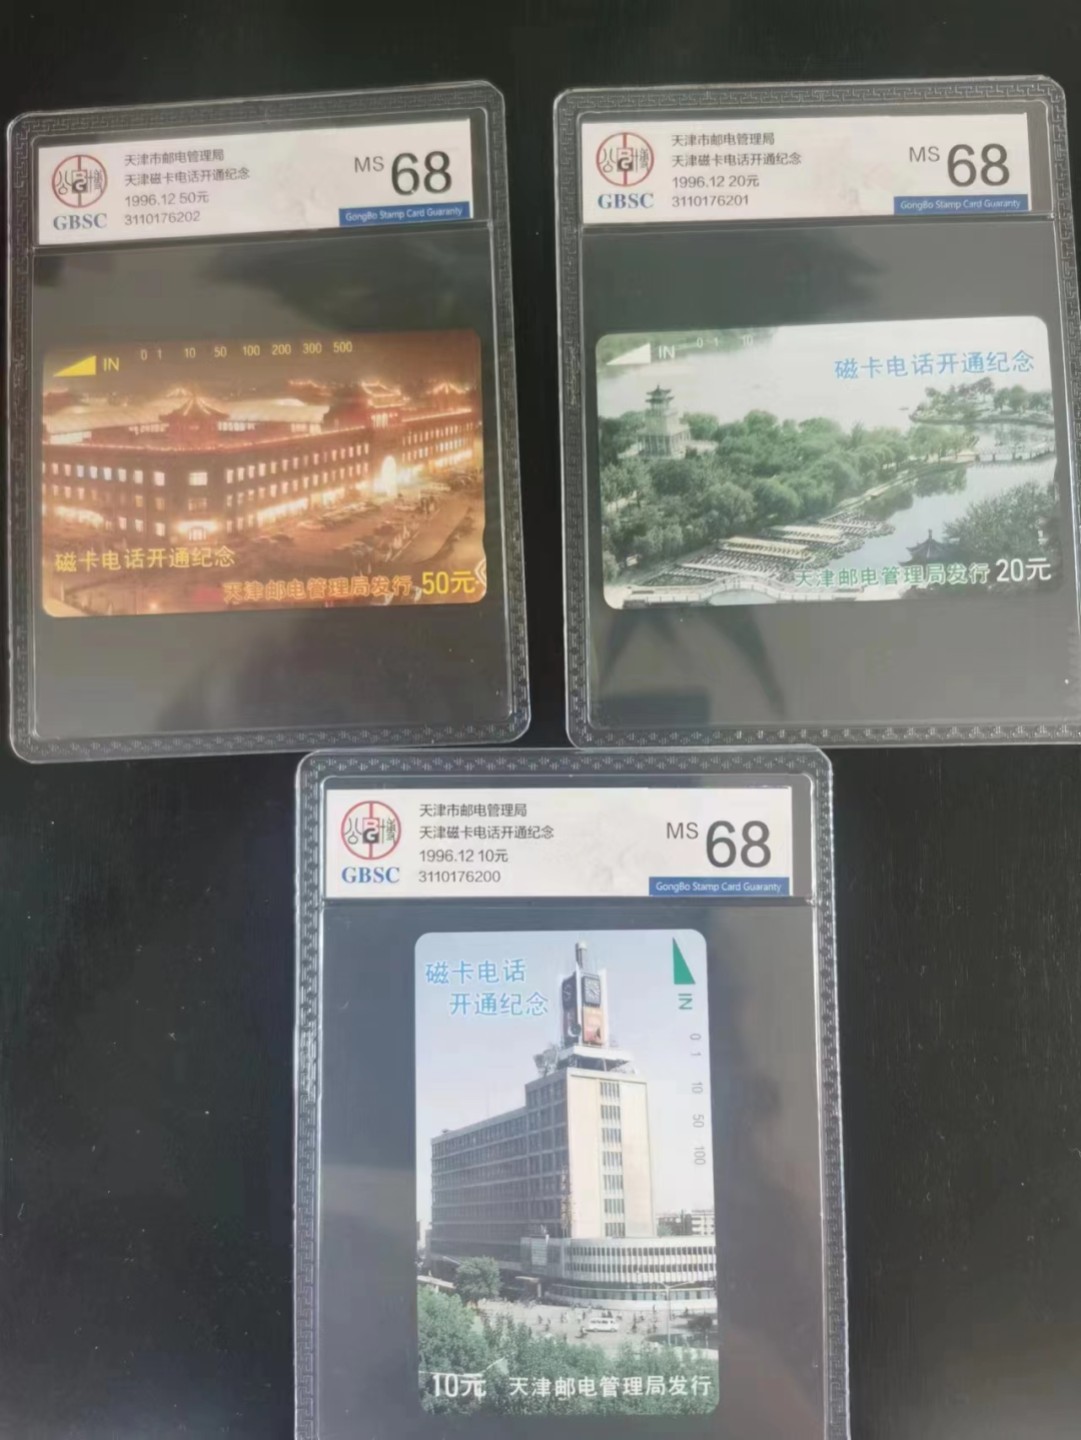 天津市邮电管理局
天津磁卡电话开通纪念
1996.12 50元
3110176202
GBSC
MS 68
GongBo Stamp Card Guaranty
IN 0 1 10 50 100 200 300 500
磁卡电话开通纪念
天津邮电管理局发行 50元
天津市邮电管理局
天津磁卡电话开通纪念
1996.12 20元
3110176201
GBSC
MS 68
GongBo Stamp Card Guaranty
IN 0 1 10
磁卡电话开通纪念
天津邮电管理局发行 20元
天津市邮电管理局
天津磁卡电话开通纪念
1996.12 10元
3110176200
GBSC
MS 68
GongBo Stamp Card Guaranty
磁卡电话
开通纪念
IN 0 1 10 50 100
10元 天津邮电管理局发行